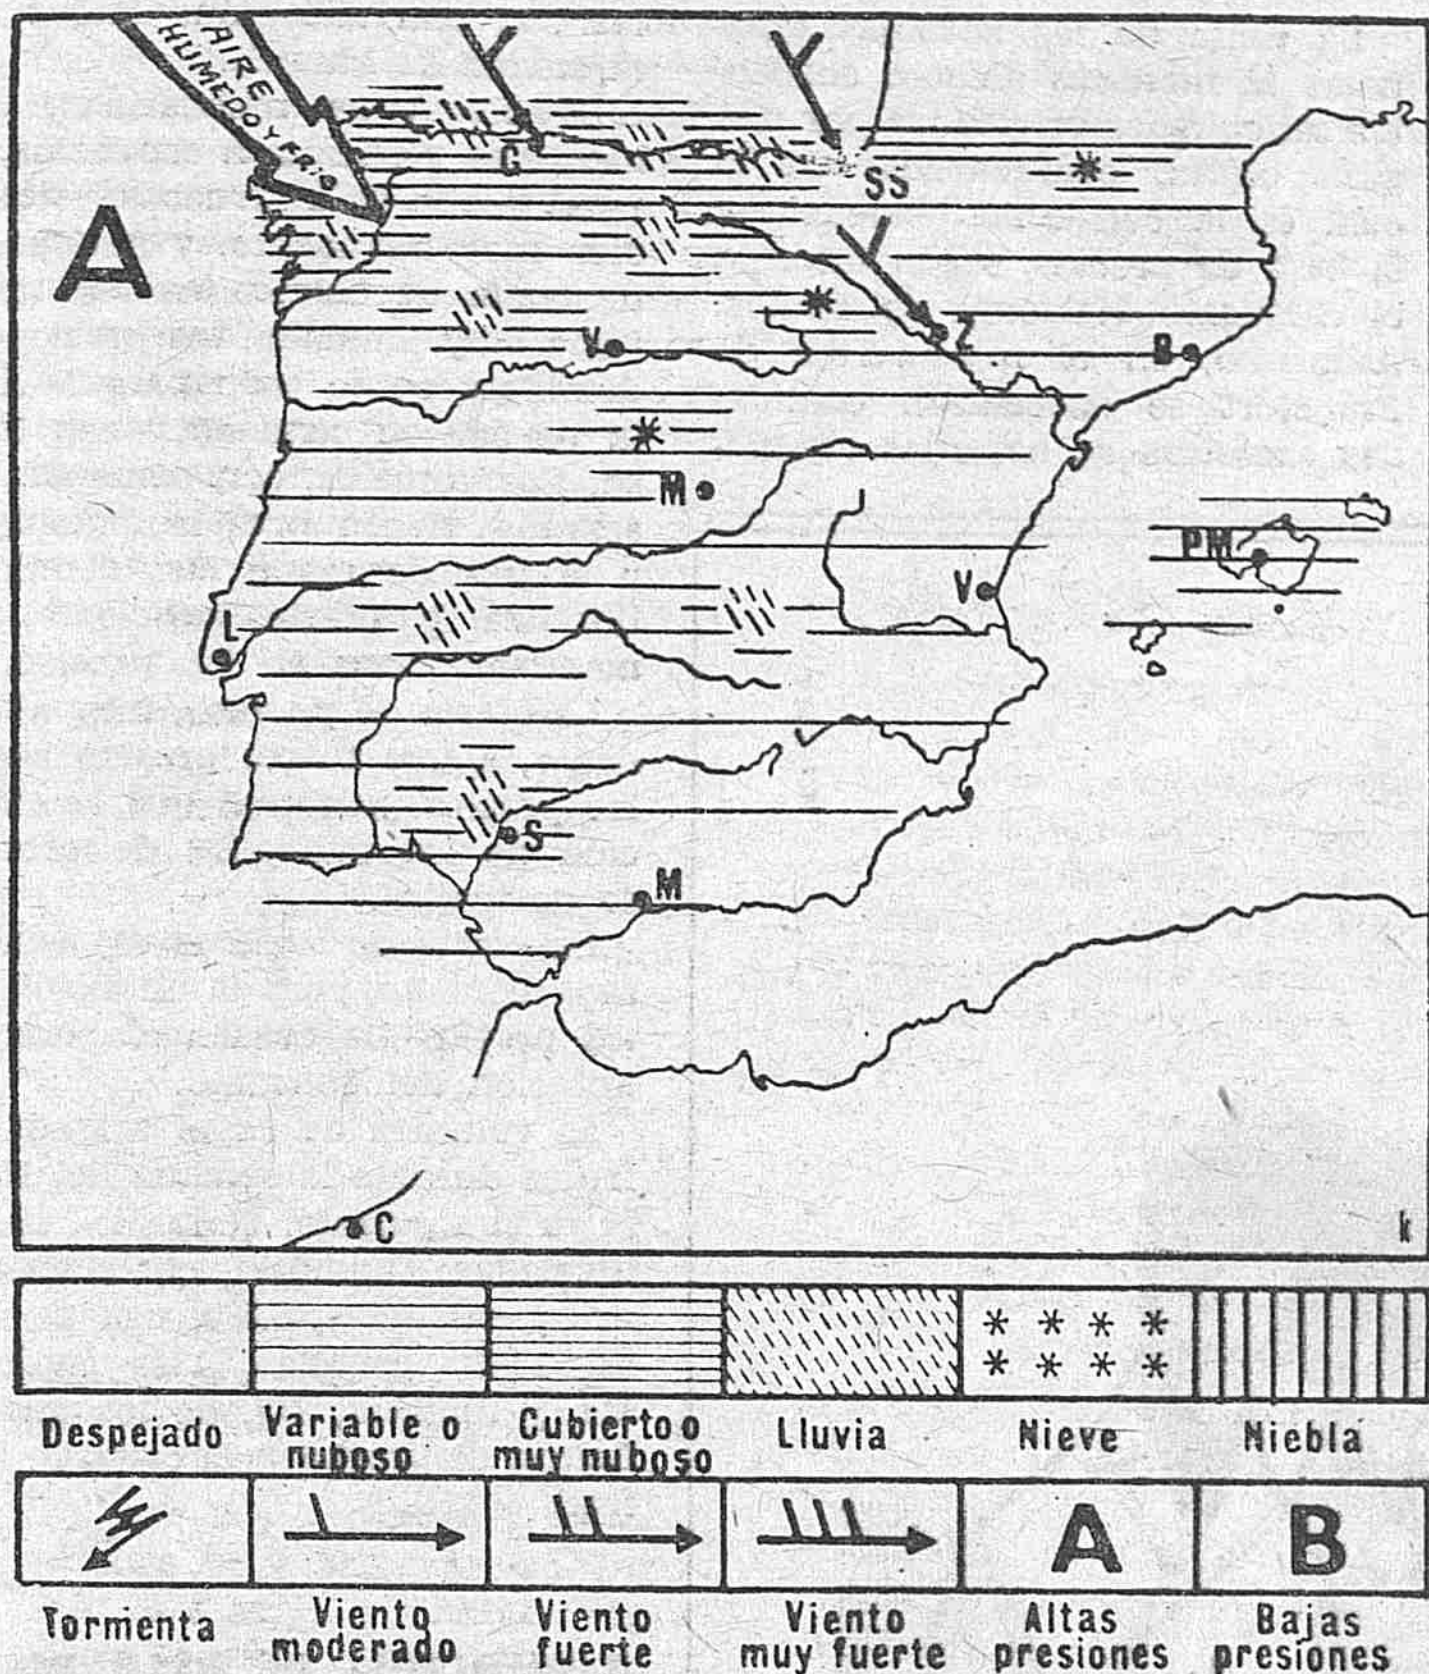 AIRE
HUMEDO Y FRIO
A
C
SS
V
Z
B
M
PM
V
L
S
M
C
k
Despejado
Variable o
nuboso
Cubierto o
muy nuboso
Lluvia
Nieve
Niebla
A
B
Tormenta
Viento
moderado
Viento
fuerte
Viento
muy fuerte
Altas
presiones
Bajas
presiones